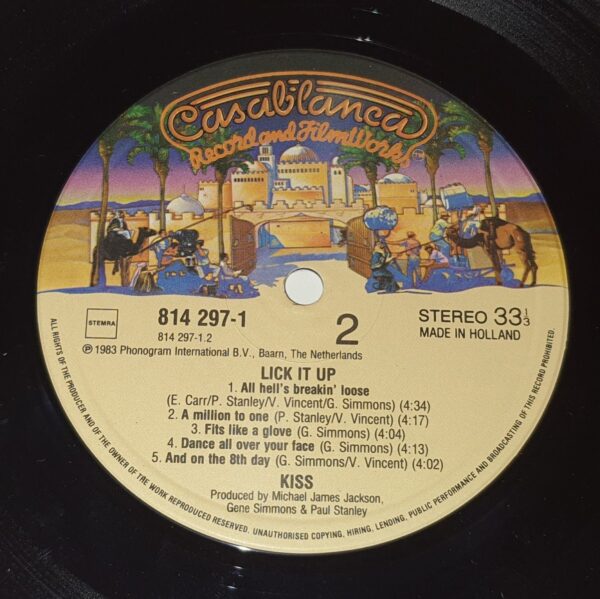 Casablanca
Record and FilmWorks
STEMRA
814 297-1
814 297-1.2
2
STEREO 33 1/3
MADE IN HOLLAND
℗ 1983 Phonogram International B.V., Baarn, The Netherlands
LICK IT UP
1. All hell's breakin' loose
(E. Carr/P. Stanley/V. Vincent/G. Simmons) (4:34)
2. A million to one (P. Stanley/V. Vincent) (4:17)
3. Fits like a glove (G. Simmons) (4:04)
4. Dance all over your face (G. Simmons) (4:13)
5. And on the 8th day (G. Simmons/V. Vincent) (4:02)
KISS
Produced by Michael James Jackson,
Gene Simmons & Paul Stanley
ALL RIGHTS OF THE PRODUCER AND OF THE OWNER OF THE WORK REPRODUCED RESERVED. UNAUTHORISED COPYING, HIRING, LENDING, PUBLIC PERFORMANCE AND BROADCASTING OF THIS RECORD PROHIBITED.